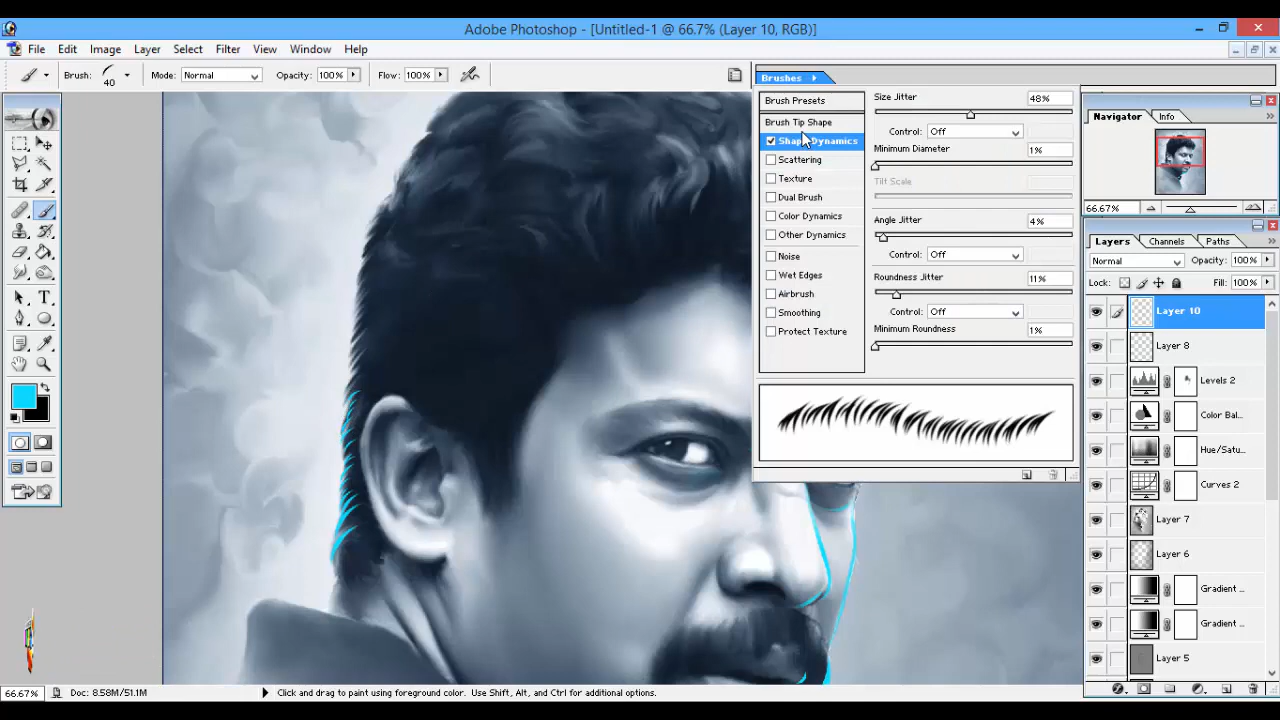 Adobe Photoshop - [Untitled-1 @ 66.7% (Layer 10, RGB)]
File Edit Image Layer Select Filter View Window Help
Brush: 40 Mode: Normal Opacity: 100% Flow: 100%
Brushes
Brush Presets
Brush Tip Shape
Shape Dynamics
Scattering
Texture
Dual Brush
Color Dynamics
Other Dynamics
Noise
Wet Edges
Airbrush
Smoothing
Protect Texture
Size Jitter 48%
Control: Off
Minimum Diameter 1%
Tilt Scale
Angle Jitter 4%
Control: Off
Roundness Jitter 11%
Control: Off
Minimum Roundness 1%
Navigator Info
66.67%
Layers Channels Paths
Normal Opacity: 100%
Lock: Fill: 100%
Layer 10
Layer 8
Levels 2
Color Bal...
Hue/Satu...
Curves 2
Layer 7
Layer 6
Gradient ...
Gradient ...
Layer 5
66.67% Doc: 8.58M/51.1M Click and drag to paint using foreground color. Use Shift, Alt, and Ctrl for additional options.